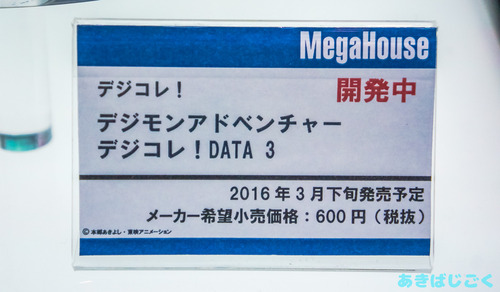 MegaHouse
デジコレ！
開発中
デジモンアドベンチャー
デジコレ！DATA 3
2016年3月下旬発売予定
メーカー希望小売価格：600円（税抜）
© 本郷あきよし・東映アニメーション
あきばじごく